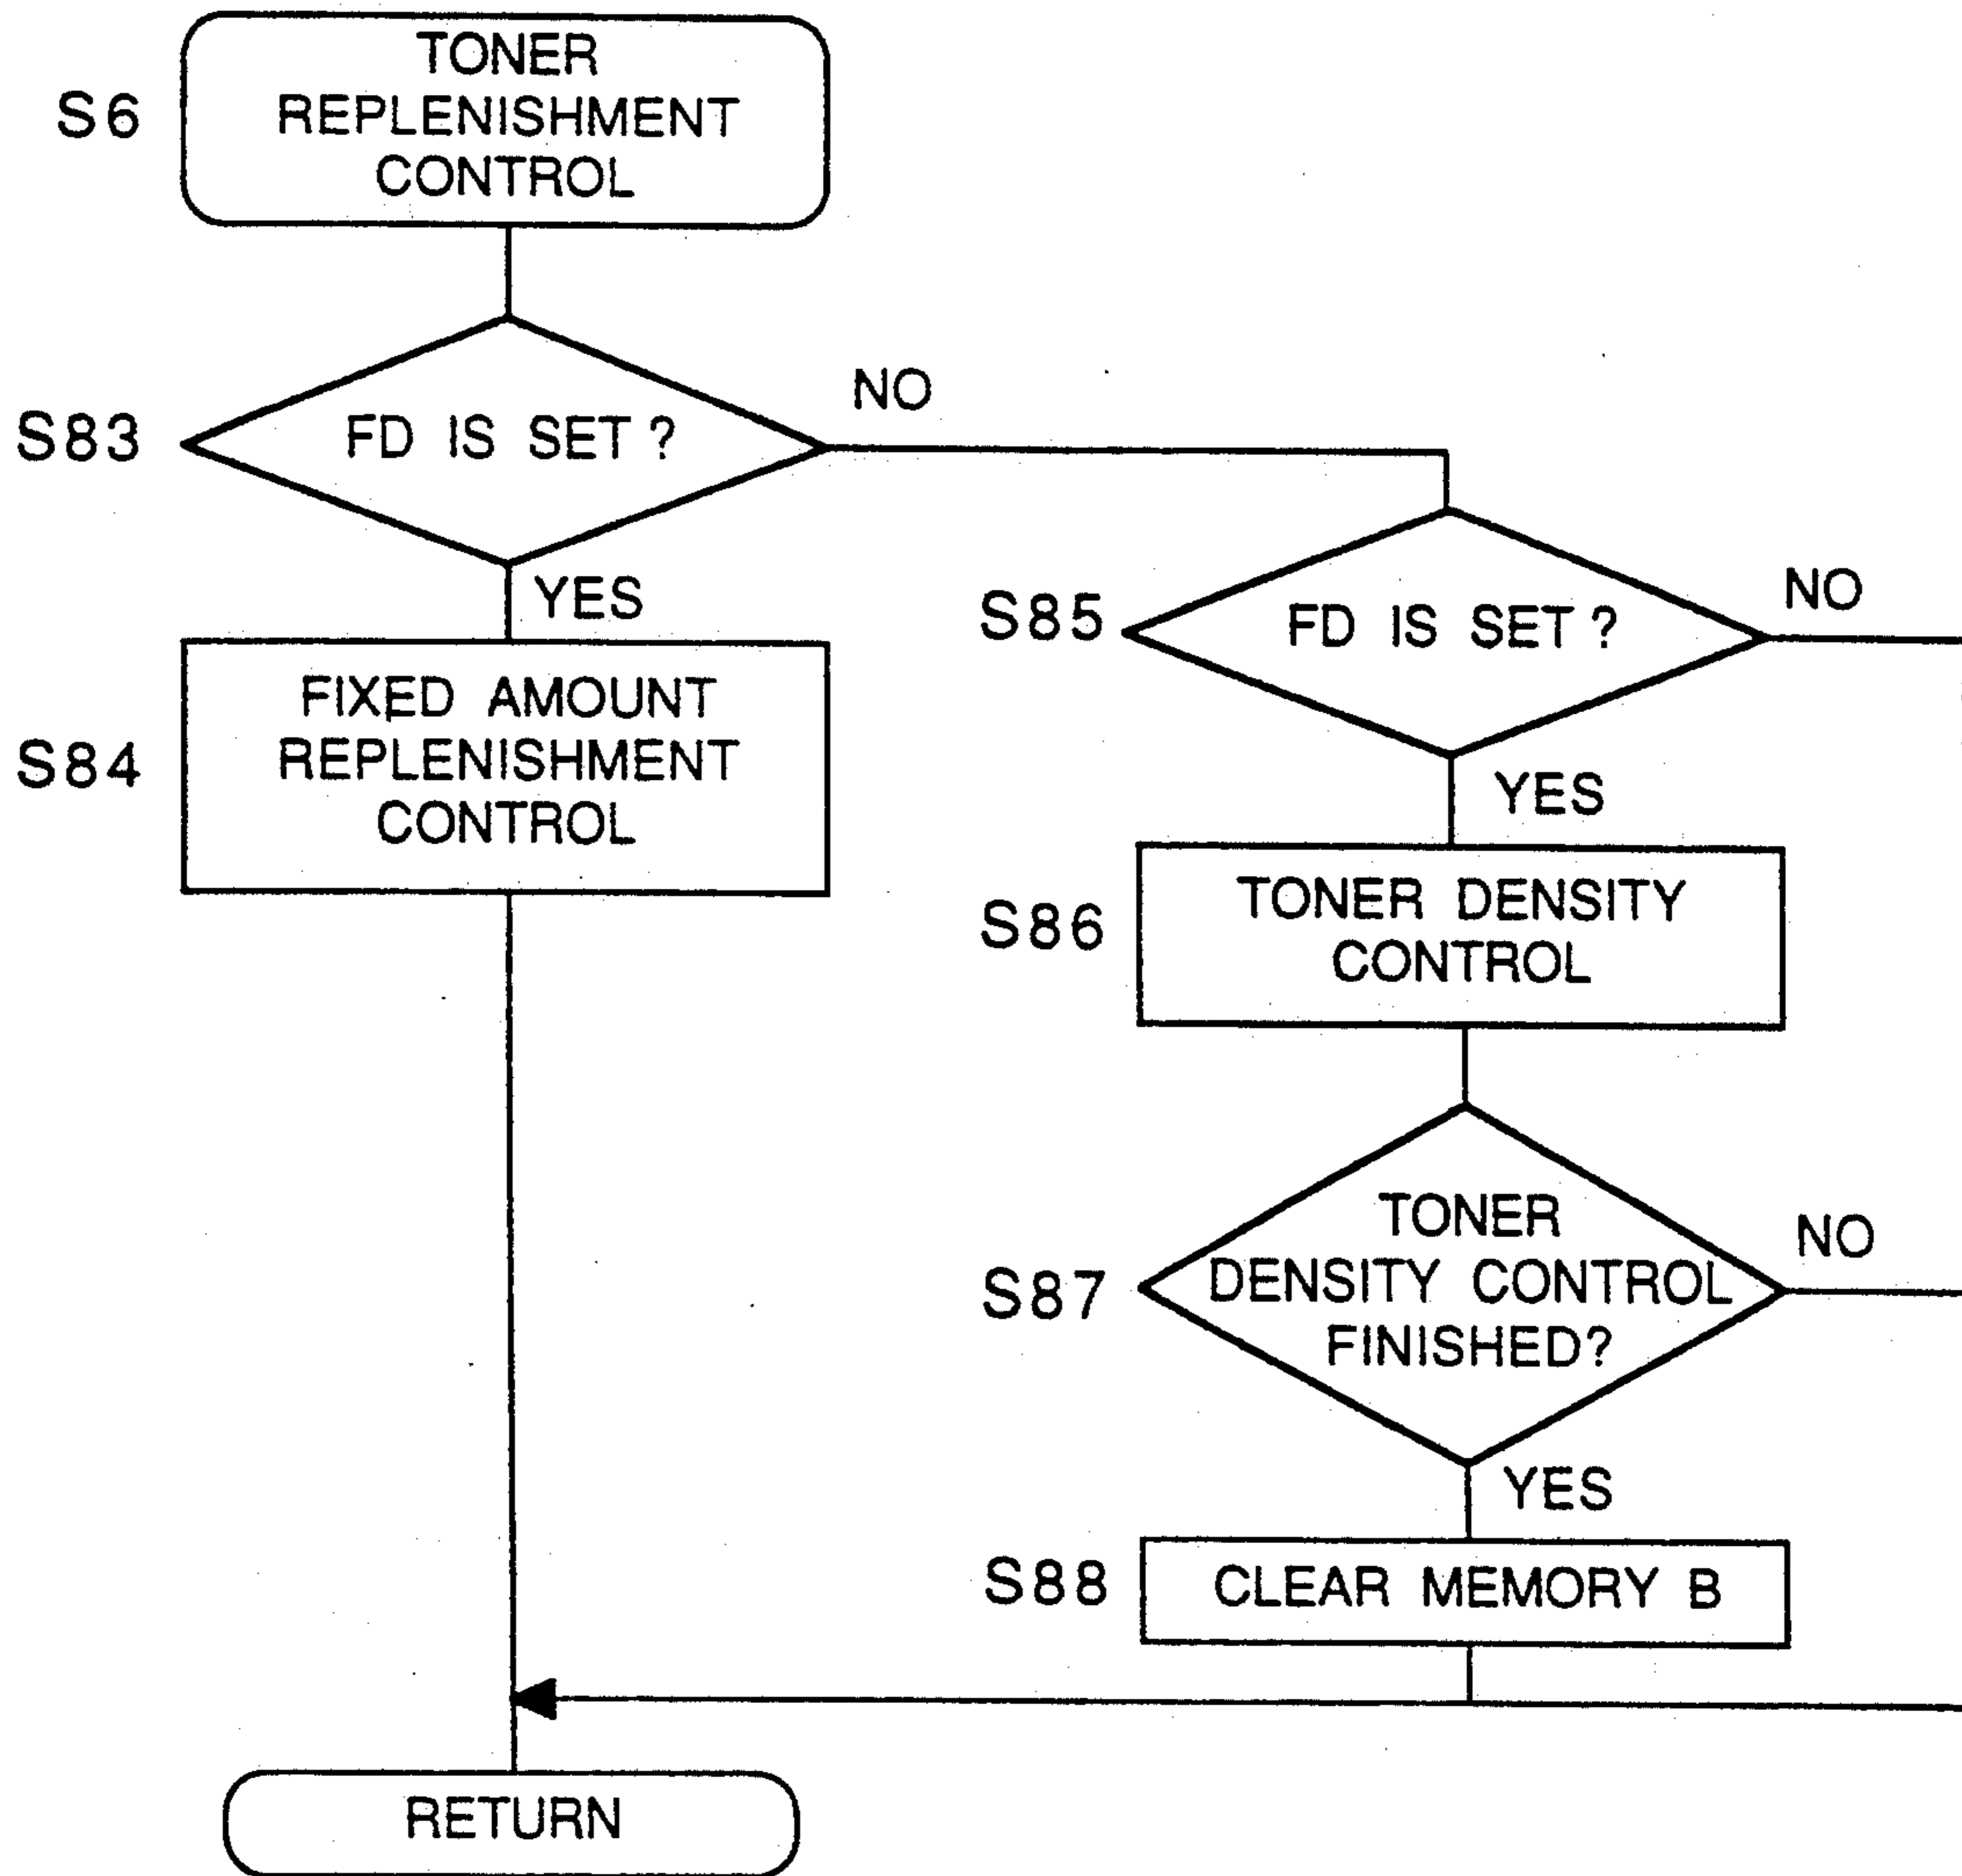 S6
TONER
REPLENISHMENT
CONTROL
S83
FD IS SET ?
NO
YES
S84
FIXED AMOUNT
REPLENISHMENT
CONTROL
S85
FD IS SET ?
NO
YES
S86
TONER DENSITY
CONTROL
S87
TONER
DENSITY CONTROL
FINISHED?
NO
YES
S88
CLEAR MEMORY B
RETURN